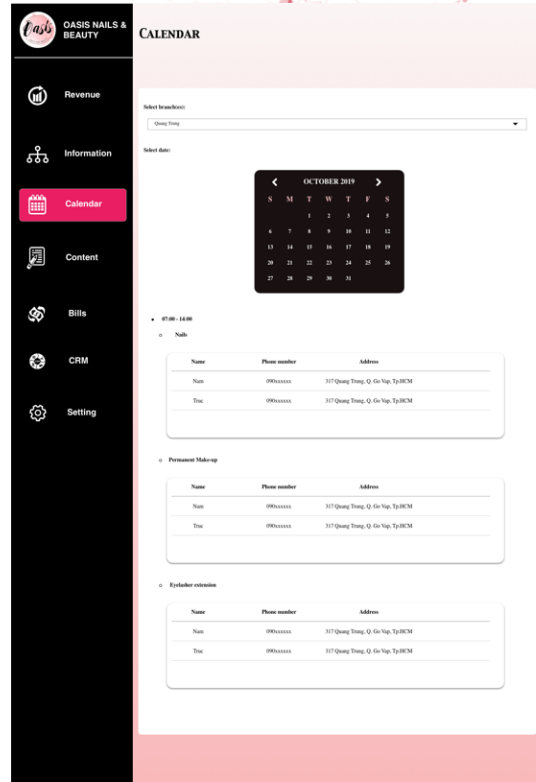 Oasis
OASIS NAILS &
BEAUTY
CALENDAR
Revenue
Information
Calendar
Content
Bills
CRM
Setting
Select branch(es):
Quang Trung
Select date:
OCTOBER 2019
S M T W T F S
1 2 3 4 5
6 7 8 9 10 11 12
13 14 15 16 17 18 19
20 21 22 23 24 25 26
27 28 29 30 31
07:00 - 14:00
Nails
Name Phone number Address
Nam 090xxxxxx 317 Quang Trung, Q. Go Vap, Tp.HCM
Truc 090xxxxxx 317 Quang Trung, Q. Go Vap, Tp.HCM
Permanent Make-up
Name Phone number Address
Nam 090xxxxxx 317 Quang Trung, Q. Go Vap, Tp.HCM
Truc 090xxxxxx 317 Quang Trung, Q. Go Vap, Tp.HCM
Eyelasher extension
Name Phone number Address
Nam 090xxxxxx 317 Quang Trung, Q. Go Vap, Tp.HCM
Truc 090xxxxxx 317 Quang Trung, Q. Go Vap, Tp.HCM